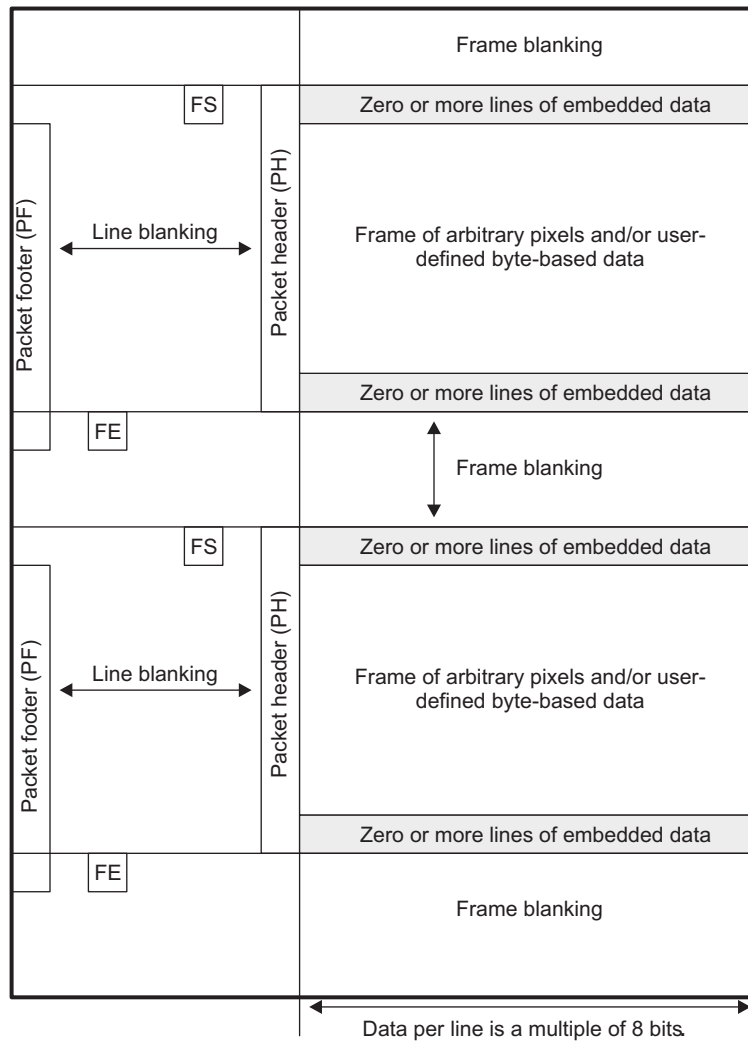 Frame blanking
FS
Zero or more lines of embedded data
Packet footer (PF)
Line blanking
Packet header (PH)
Frame of arbitrary pixels and/or user-
defined byte-based data
Zero or more lines of embedded data
FE
Frame blanking
FS
Zero or more lines of embedded data
Packet footer (PF)
Line blanking
Packet header (PH)
Frame of arbitrary pixels and/or user-
defined byte-based data
Zero or more lines of embedded data
FE
Frame blanking
Data per line is a multiple of 8 bits.